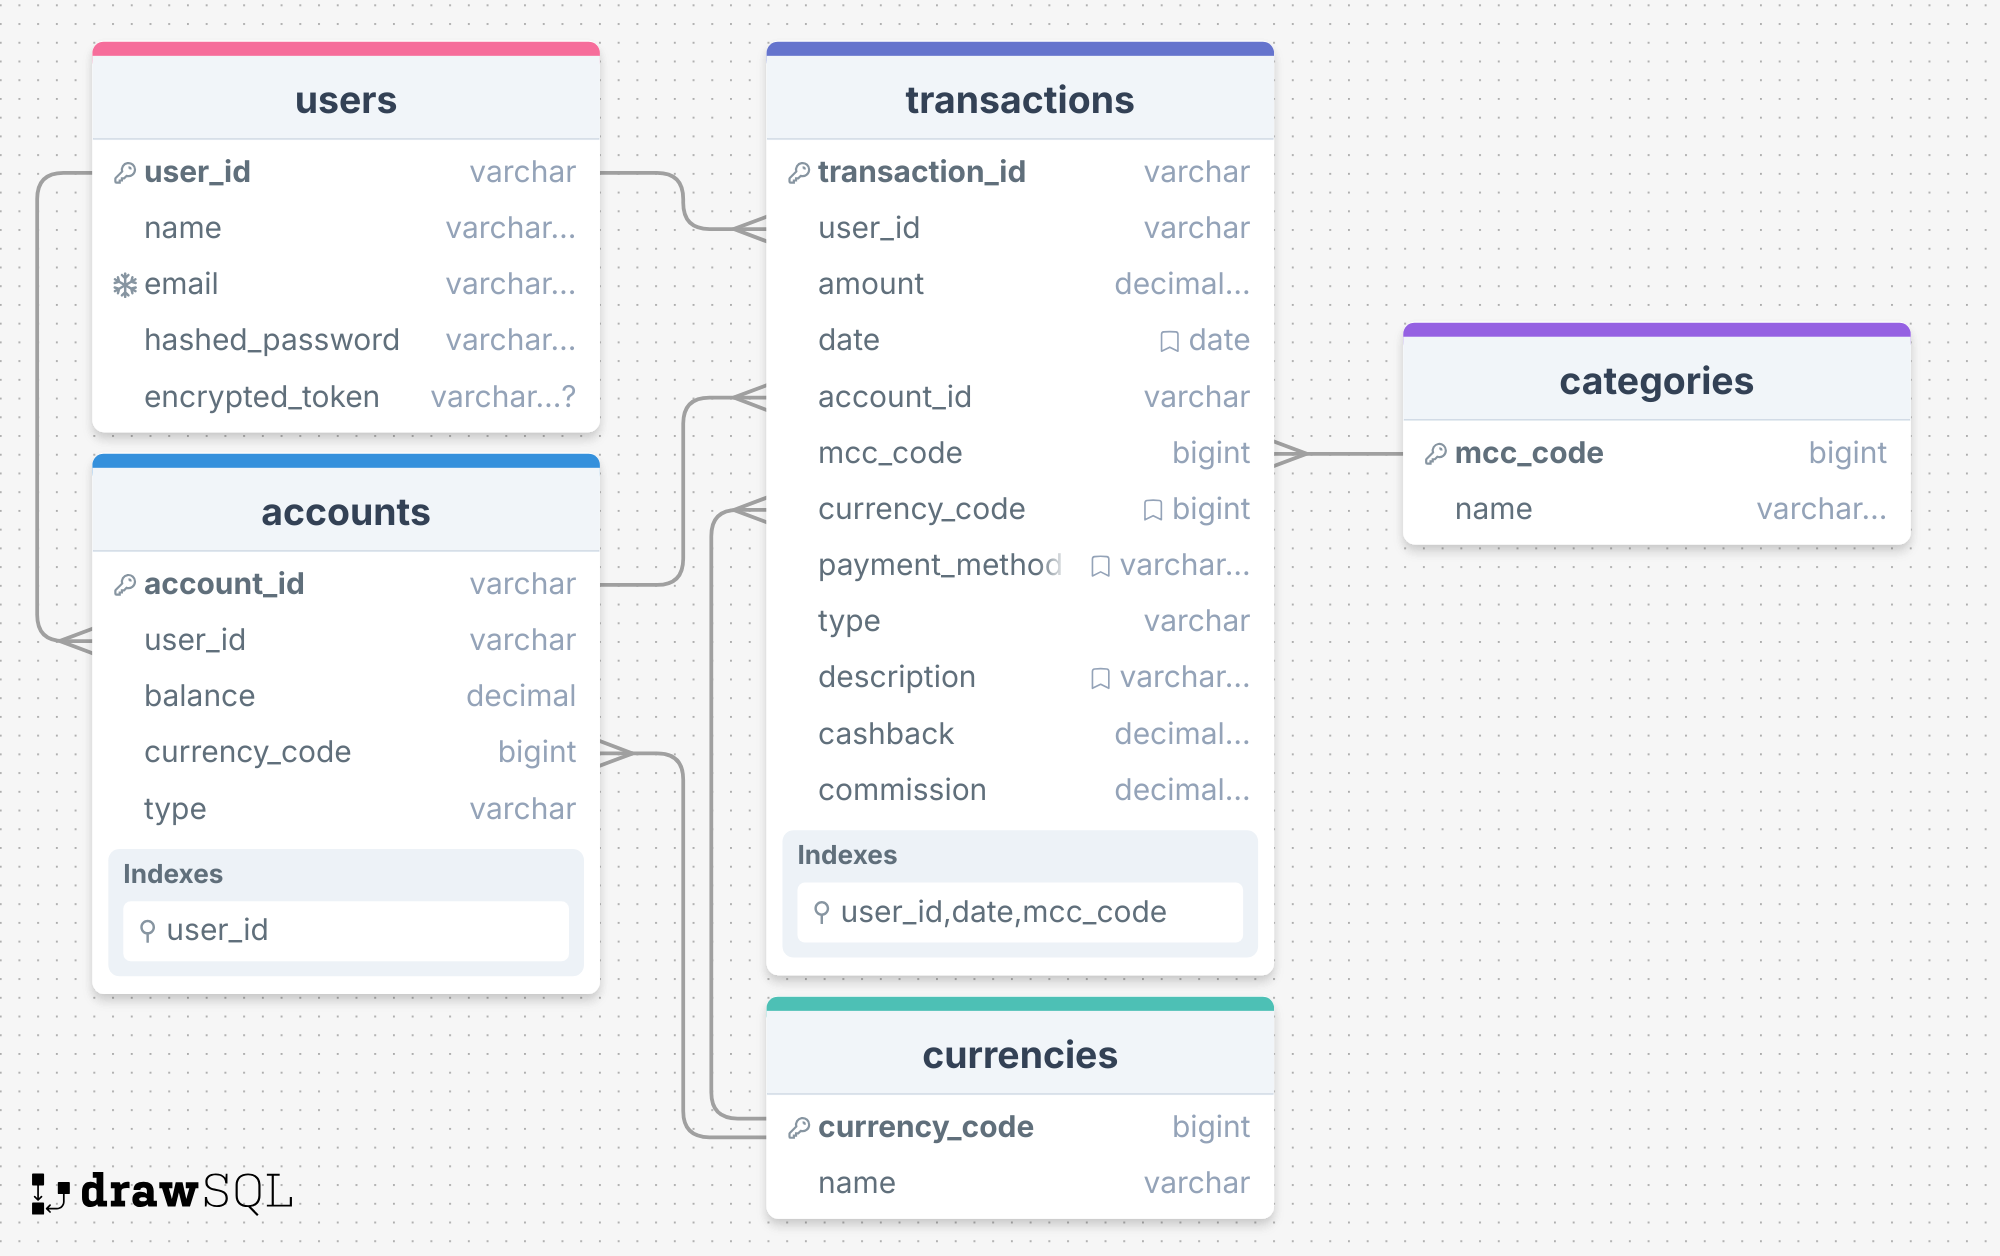 users
user_id varchar
name varchar...
email varchar...
hashed_password varchar...
encrypted_token varchar...?
accounts
account_id varchar
user_id varchar
balance decimal
currency_code bigint
type varchar
Indexes
user_id
transactions
transaction_id varchar
user_id varchar
amount decimal...
date date
account_id varchar
mcc_code bigint
currency_code bigint
payment_method varchar...
type varchar
description varchar...
cashback decimal...
commission decimal...
Indexes
user_id,date,mcc_code
currencies
currency_code bigint
name varchar
categories
mcc_code bigint
name varchar...
drawSQL